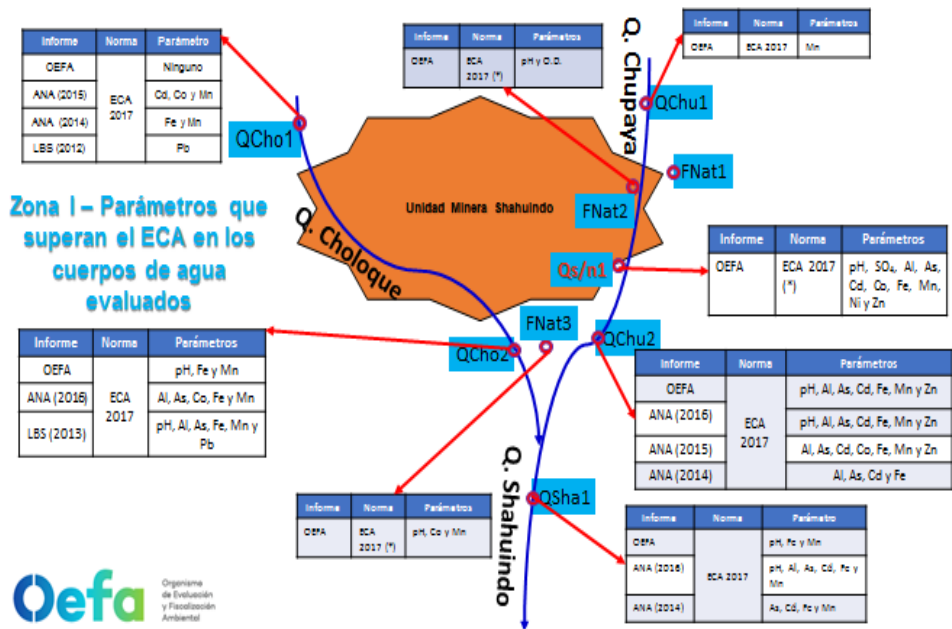 Informe Norma Parámetro
OEFA ECA 2017 Ninguno
ANA (2015) Cd, Co y Mn
ANA (2014) Fe y Mn
LBS (2012) Pb
Informe Norma Parámetros
OEFA ECA 2017 (*) pH y O.D.
Informe Norma Parámetros
OEFA ECA 2017 Mn
Q. Chupaya
QCho1
QChu1
FNat1
FNat2
Unidad Minera Shahuindo
Zona I – Parámetros que
superan el ECA en los
cuerpos de agua
evaluados
Q. Choloque
Qs/n1
Informe Norma Parámetros
OEFA ECA 2017 (*) pH, SO₄, Al, As,
Cd, Co, Fe, Mn,
Ni y Zn
FNat3
QCho2
QChu2
Informe Norma Parámetros
OEFA ECA 2017 pH, Fe y Mn
ANA (2016) Al, As, Co, Fe y Mn
LBS (2013) pH, Al, As, Fe, Mn y
Pb
Informe Norma Parámetros
OEFA ECA 2017 pH, Al, As, Cd, Fe, Mn y Zn
ANA (2016) pH, Al, As, Cd, Fe, Mn y Zn
ANA (2015) Al, As, Cd, Co, Fe, Mn y Zn
ANA (2014) Al, As, Cd y Fe
Q. Shahuindo
QSha1
Informe Norma Parámetros
OEFA ECA 2017 (*) pH, Co y Mn
Informe Norma Parámetro
OEFA ECA 2017 pH, Fe y Mn
ANA (2016) pH, Al, As, Cd, Fe y
Mn
ANA (2014) As, Cd, Fe y Mn
Oefa
Organismo
de Evaluación
y Fiscalización
Ambiental